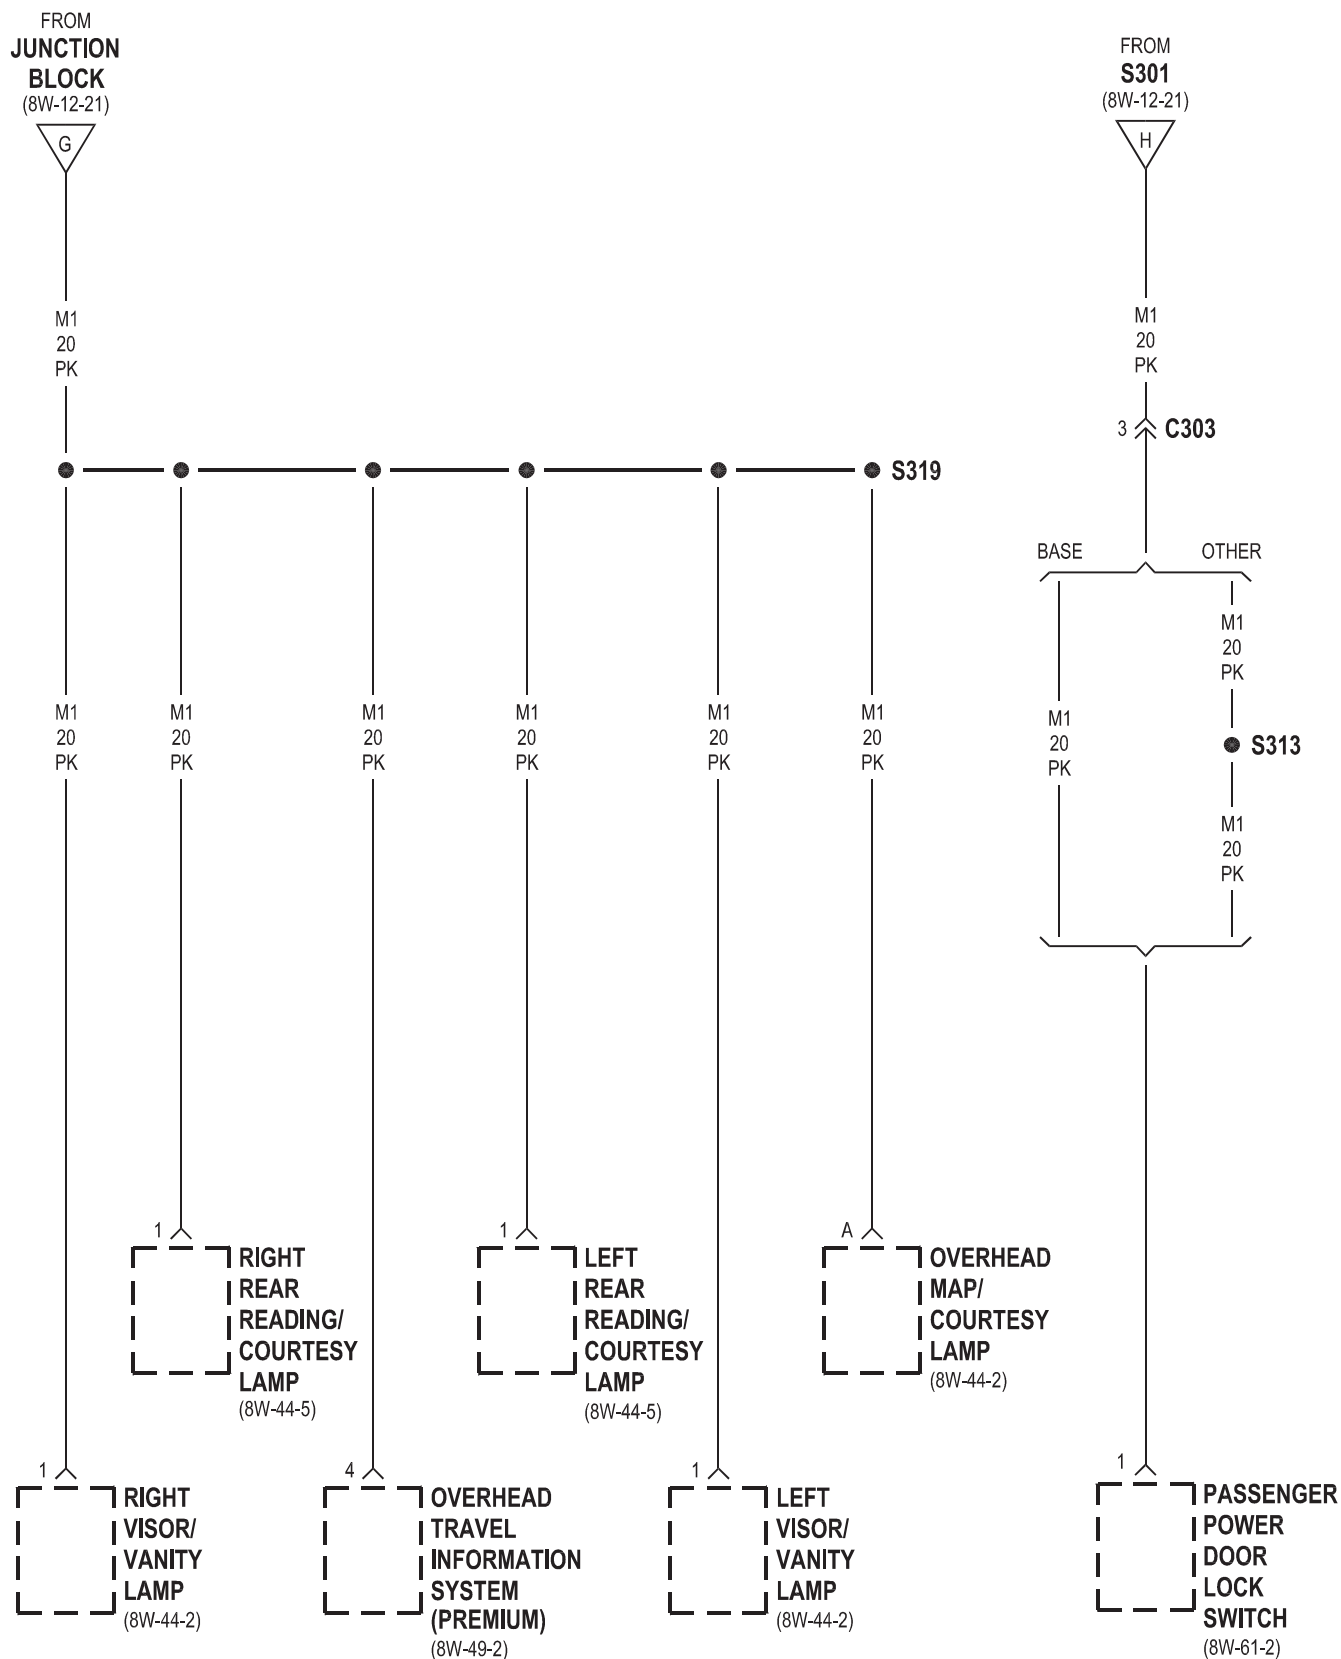 FROM
JUNCTION
BLOCK
(8W-12-21)
G
FROM
S301
(8W-12-21)
H
M1
20
PK
M1
20
PK
3
C303
S319
BASE
OTHER
M1
20
PK
M1
20
PK
M1
20
PK
M1
20
PK
M1
20
PK
M1
20
PK
M1
20
PK
M1
20
PK
S313
M1
20
PK
1
RIGHT
REAR
READING/
COURTESY
LAMP
(8W-44-5)
1
LEFT
REAR
READING/
COURTESY
LAMP
(8W-44-5)
A
OVERHEAD
MAP/
COURTESY
LAMP
(8W-44-2)
1
RIGHT
VISOR/
VANITY
LAMP
(8W-44-2)
4
OVERHEAD
TRAVEL
INFORMATION
SYSTEM
(PREMIUM)
(8W-49-2)
1
LEFT
VISOR/
VANITY
LAMP
(8W-44-2)
1
PASSENGER
POWER
DOOR
LOCK
SWITCH
(8W-61-2)